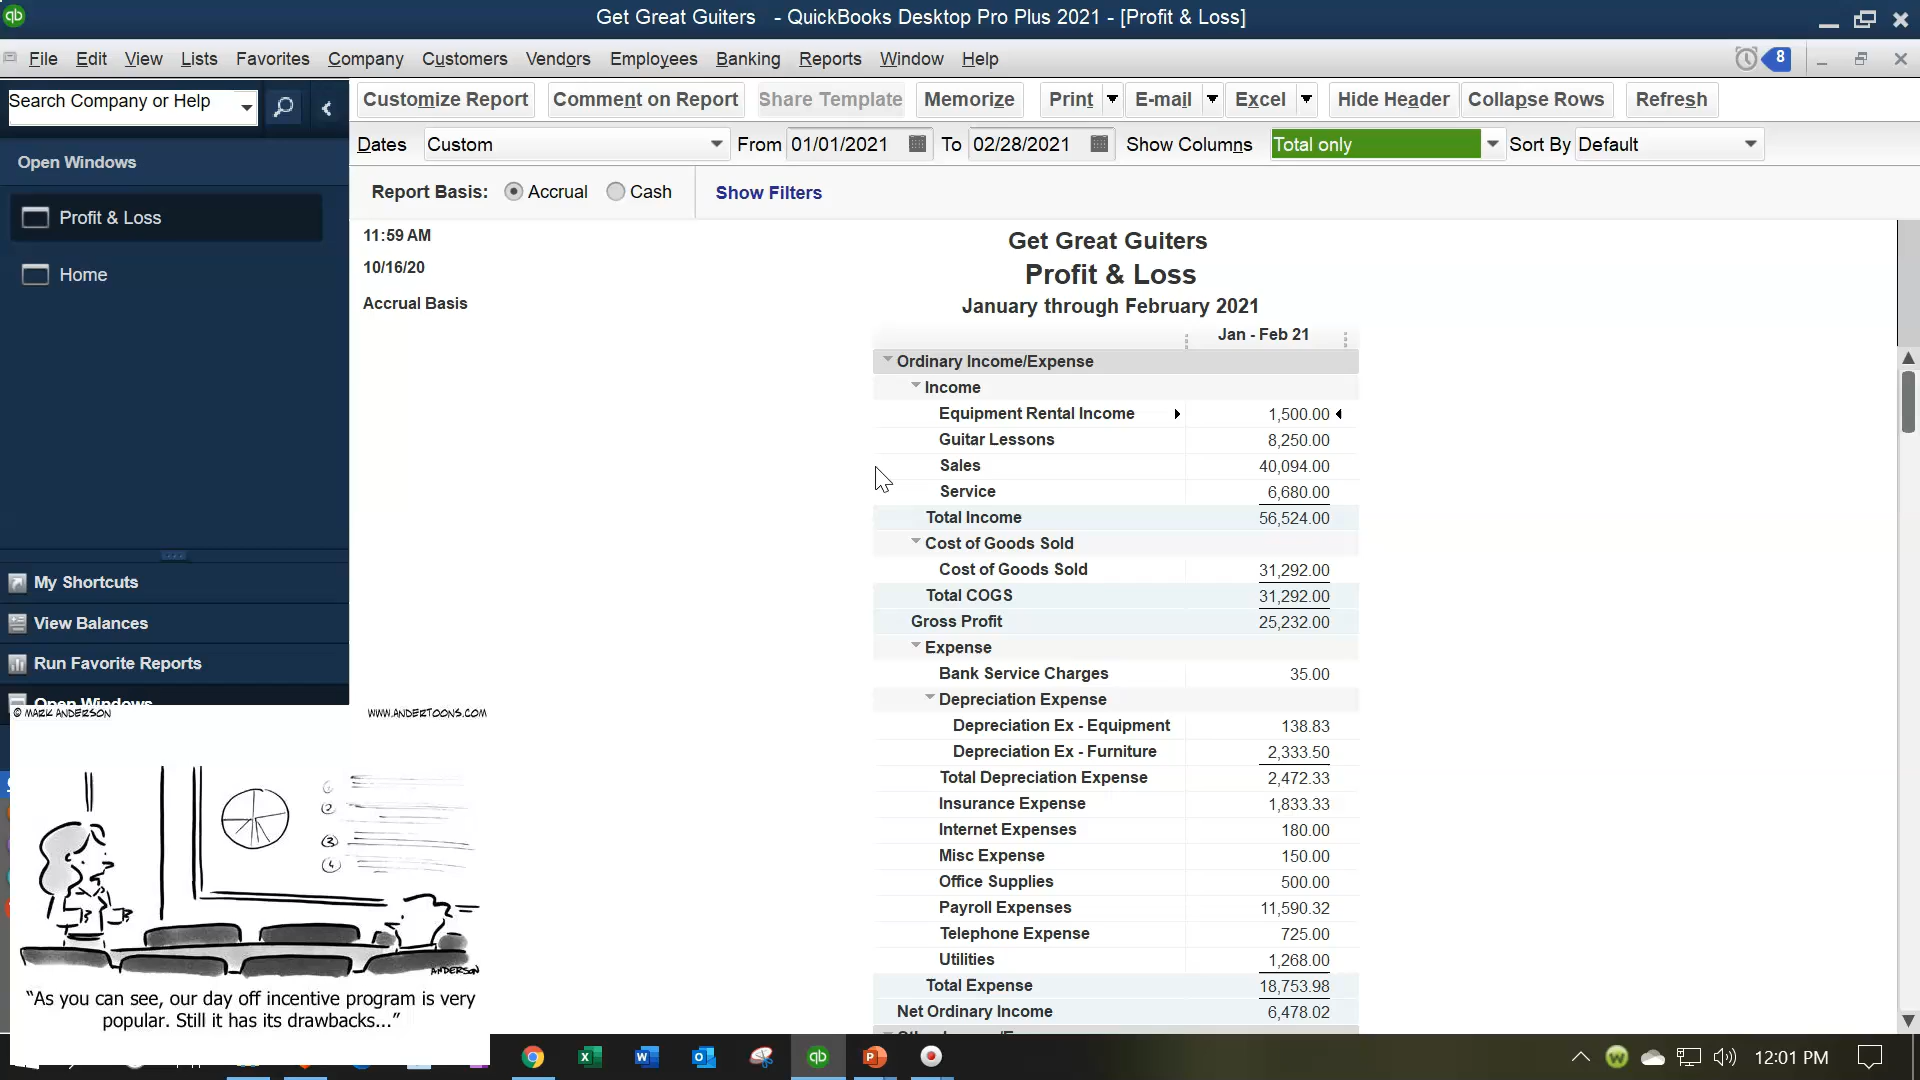 Get Great Guiters - QuickBooks Desktop Pro Plus 2021 - [Profit & Loss]
File Edit View Lists Favorites Company Customers Vendors Employees Banking Reports Window Help
8
Search Company or Help
Customize Report Comment on Report Share Template Memorize Print E-mail Excel Hide Header Collapse Rows Refresh
Dates Custom From 01/01/2021 To 02/28/2021 Show Columns Total only Sort By Default
Report Basis: Accrual Cash Show Filters
Open Windows
Profit & Loss
Home
My Shortcuts
View Balances
Run Favorite Reports
Open Windows
11:59 AM
10/16/20
Accrual Basis
Get Great Guiters
Profit & Loss
January through February 2021
Jan - Feb 21
Ordinary Income/Expense
Income
Equipment Rental Income 1,500.00
Guitar Lessons 8,250.00
Sales 40,094.00
Service 6,680.00
Total Income 56,524.00
Cost of Goods Sold
Cost of Goods Sold 31,292.00
Total COGS 31,292.00
Gross Profit 25,232.00
Expense
Bank Service Charges 35.00
Depreciation Expense
Depreciation Ex - Equipment 138.83
Depreciation Ex - Furniture 2,333.50
Total Depreciation Expense 2,472.33
Insurance Expense 1,833.33
Internet Expenses 180.00
Misc Expense 150.00
Office Supplies 500.00
Payroll Expenses 11,590.32
Telephone Expense 725.00
Utilities 1,268.00
Total Expense 18,753.98
Net Ordinary Income 6,478.02
© MARK ANDERSON WWW.ANDERTOONS.COM
2
3
4
ANDERSON
“As you can see, our day off incentive program is very
popular. Still it has its drawbacks...”
12:01 PM